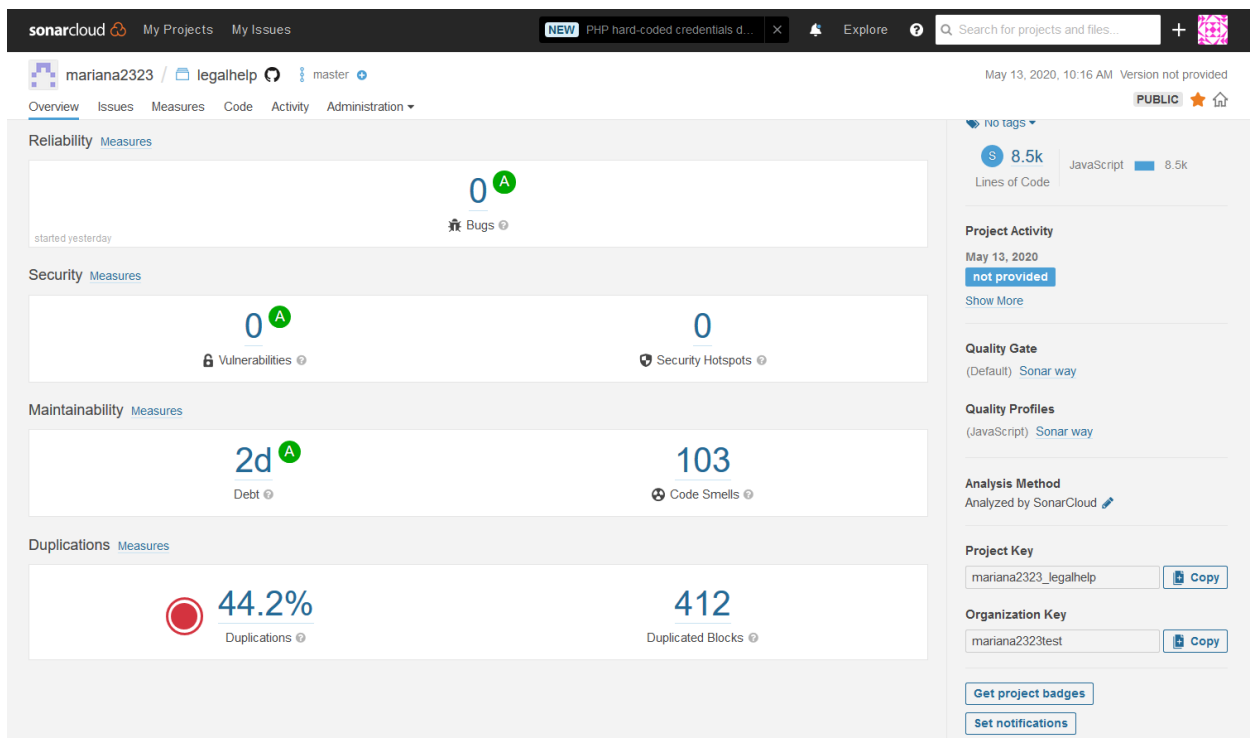 sonarcloud My Projects My Issues NEW PHP hard-coded credentials d... Explore Search for projects and files...
mariana2323 / legalhelp master May 13, 2020, 10:16 AM Version not provided
Overview Issues Measures Code Activity Administration PUBLIC
Reliability Measures
0 A
Bugs
started yesterday
Security Measures
0 A
Vulnerabilities
0
Security Hotspots
Maintainability Measures
2d A
Debt
103
Code Smells
Duplications Measures
44.2%
Duplications
412
Duplicated Blocks
No tags
S 8.5k
Lines of Code
JavaScript 8.5k
Project Activity
May 13, 2020
not provided
Show More
Quality Gate
(Default) Sonar way
Quality Profiles
(JavaScript) Sonar way
Analysis Method
Analyzed by SonarCloud
Project Key
mariana2323_legalhelp Copy
Organization Key
mariana2323test Copy
Get project badges
Set notifications